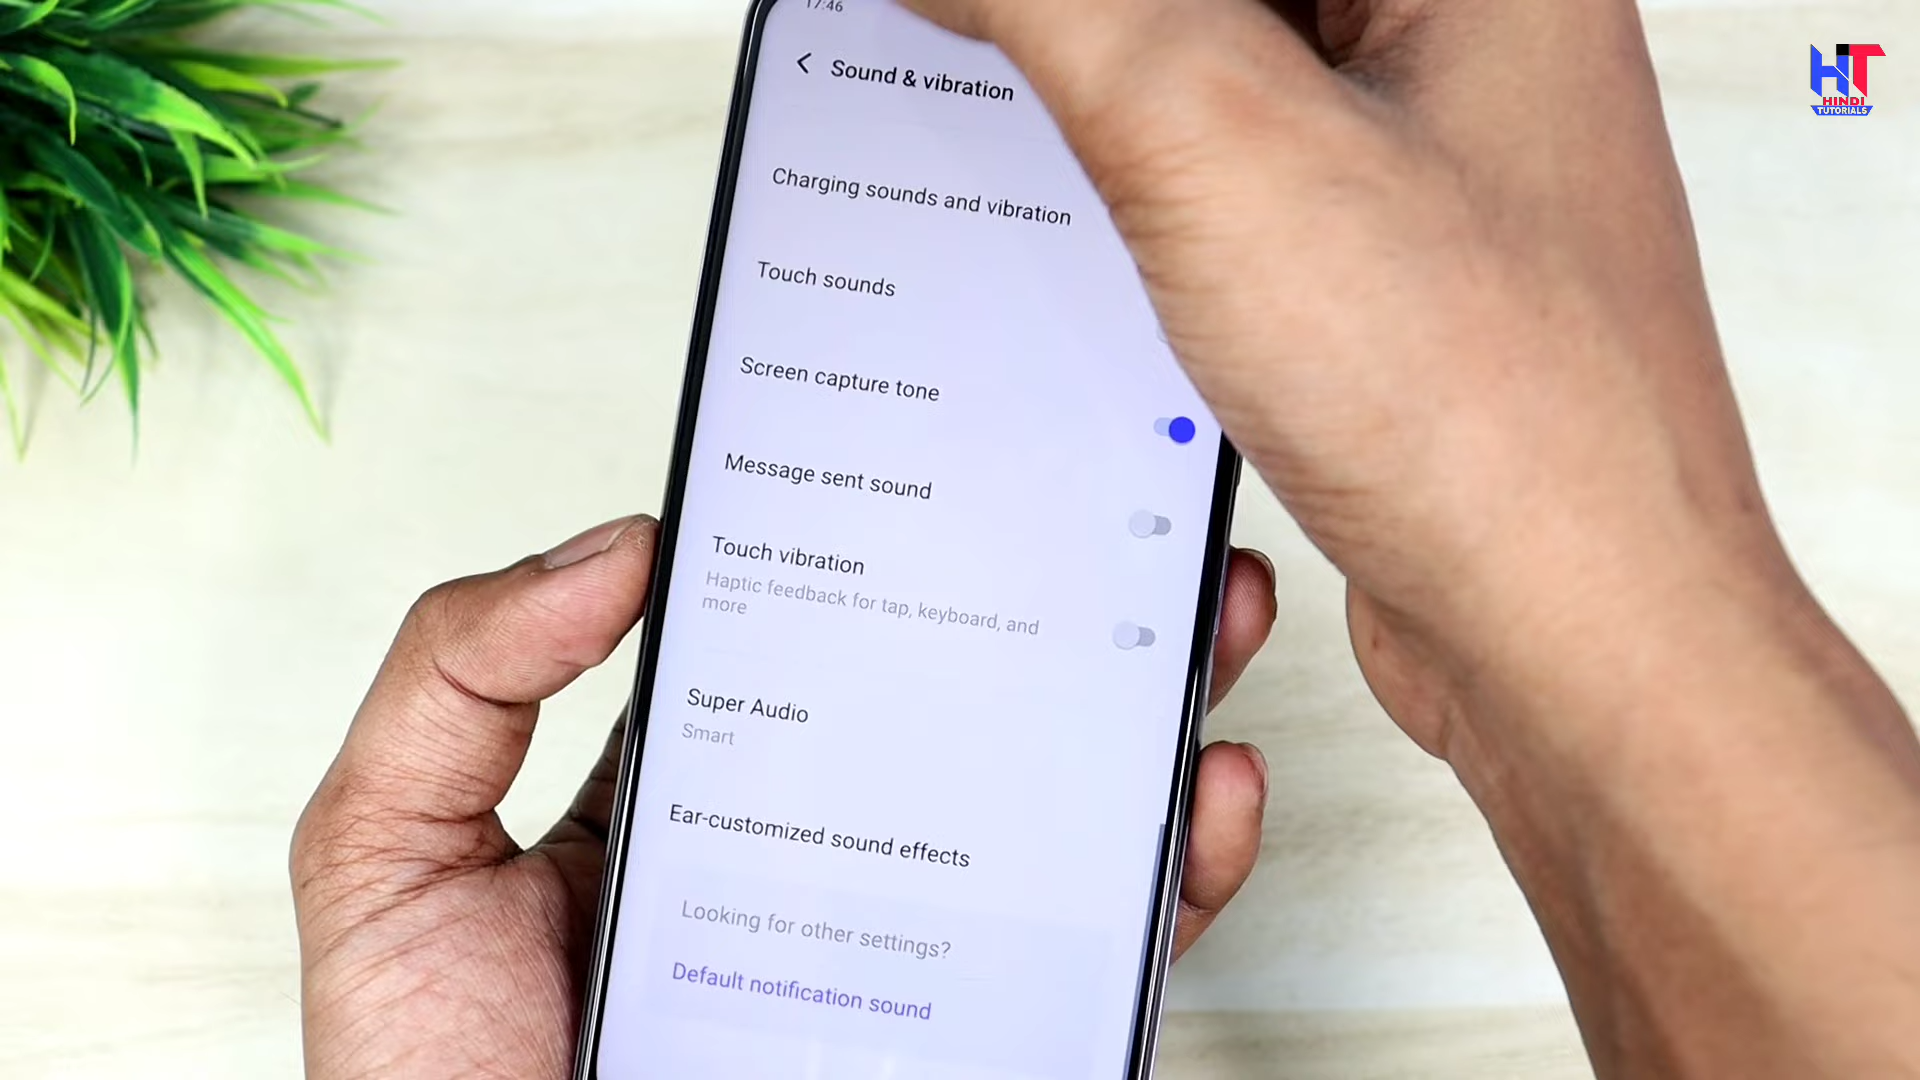 17:46
Sound & vibration
Charging sounds and vibration
Touch sounds
Screen capture tone
Message sent sound
Touch vibration
Haptic feedback for tap, keyboard, and
more
Super Audio
Smart
Ear-customized sound effects
Looking for other settings?
Default notification sound
HT
HINDI
TUTORIALS